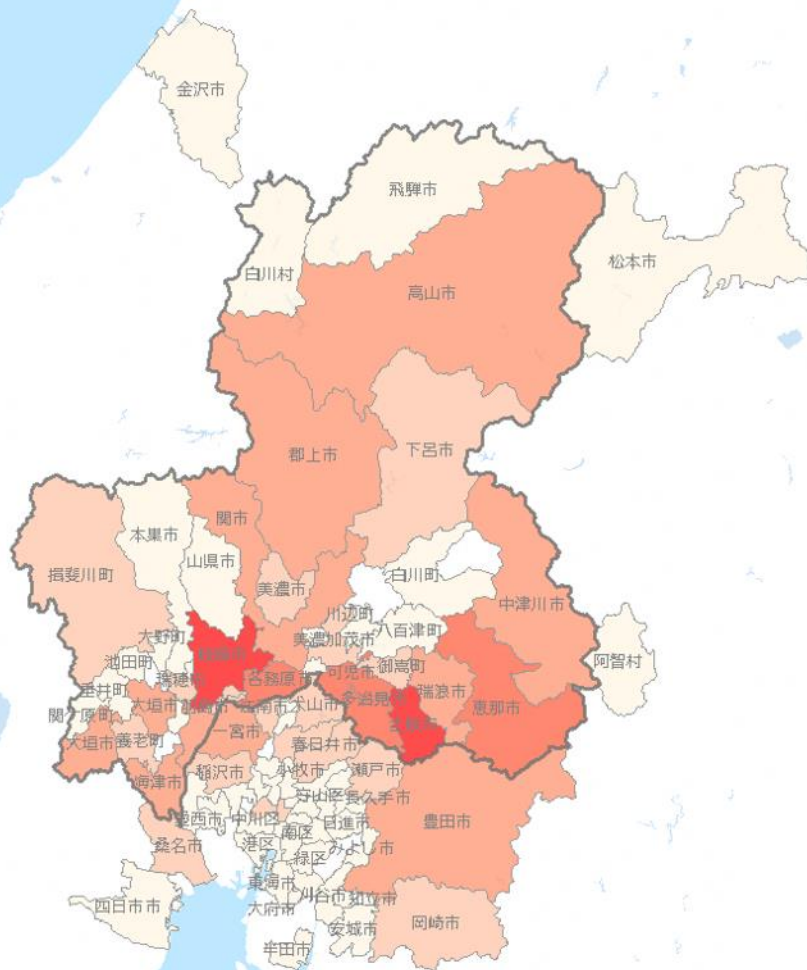 金沢市
飛騨市
松本市
白川村
高山市
郡上市
下呂市
関市
本巣市
山県市
揖斐川町
美濃市
白川町
中津川市
川辺町
大野町
美濃加茂市
八百津町
池田町
御嵩町
阿智村
可児市
各務原市
垂井町
瑞浪市
恵那市
関ケ原町
大垣市
犬山市
大垣市
養老町
一宮市
春日井市
海津市
稲沢市
小牧市
瀬戸市
守山区
長久手市
愛西市
中川区
日進市
豊田市
南区
桑名市
港区
緑区
みよし市
東海市
刈谷市
知立市
四日市市
大府市
岡崎市
安城市
半田市